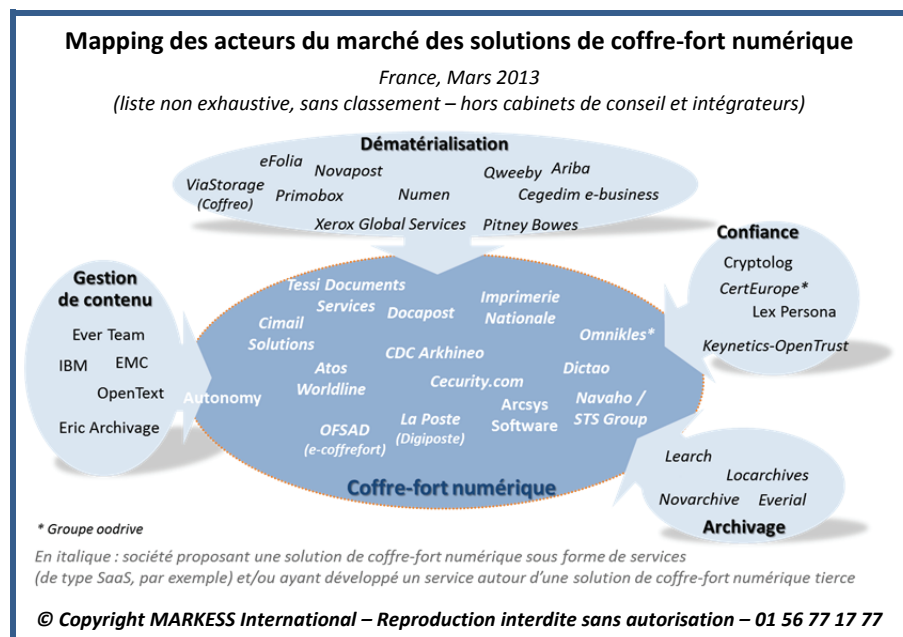 Mapping des acteurs du marché des solutions de coffre-fort numérique
France, Mars 2013
(liste non exhaustive, sans classement – hors cabinets de conseil et intégrateurs)
Dématérialisation
eFolia
Novapost
Qweeby
Ariba
ViaStorage
(Coffreo)
Primobox
Numen
Cegedim e-business
Xerox Global Services
Pitney Bowes
Confiance
Cryptolog
CertEurope*
Lex Persona
Keynetics-OpenTrust
Gestion
de contenu
Ever Team
IBM
EMC
OpenText
Eric Archivage
Autonomy
Tessi Documents
Services
Cimail
Solutions
Docapost
Imprimerie
Nationale
Omnikles*
CDC Arkhineo
Atos
Worldline
Cecurity.com
Dictao
OFSAD
(e-coffrefort)
La Poste
(Digiposte)
Arcsys
Software
Navaho /
STS Group
Coffre-fort numérique
Learch
Locarchives
Novarchive
Everial
Archivage
* Groupe oodrive
En italique : société proposant une solution de coffre-fort numérique sous forme de services
(de type SaaS, par exemple) et/ou ayant développé un service autour d’une solution de coffre-fort numérique tierce
© Copyright MARKESS International – Reproduction interdite sans autorisation – 01 56 77 17 77